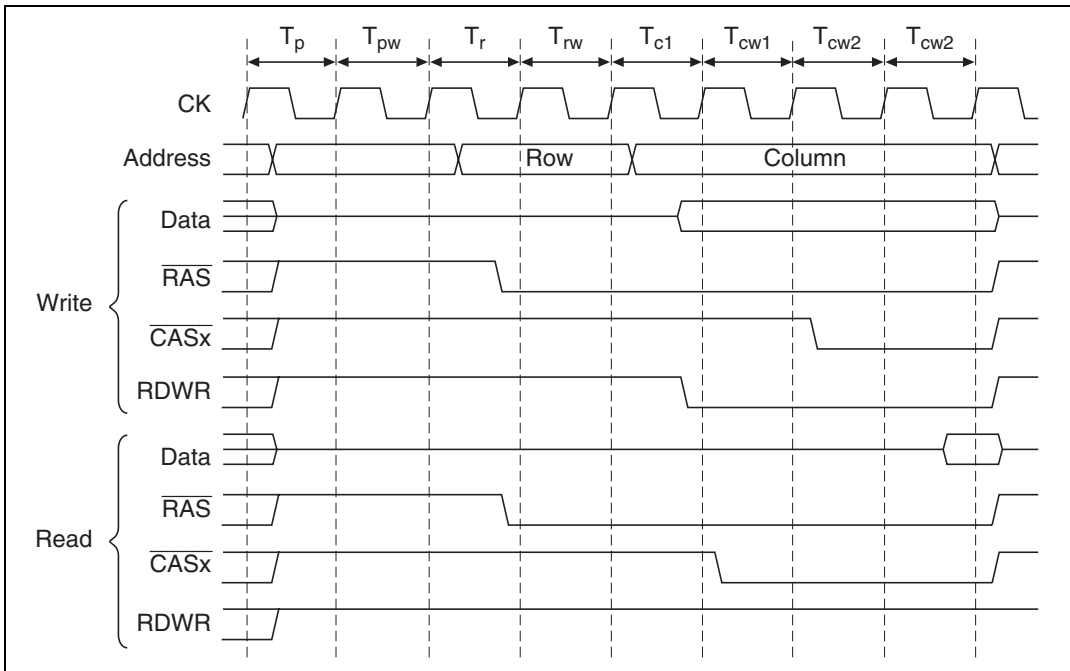 Tp Tpw Tr Trw Tc1 Tcw1 Tcw2 Tcw2
CK
Address Row Column
Write
Data
RAS
CASx
RDWR
Read
Data
RAS
CASx
RDWR